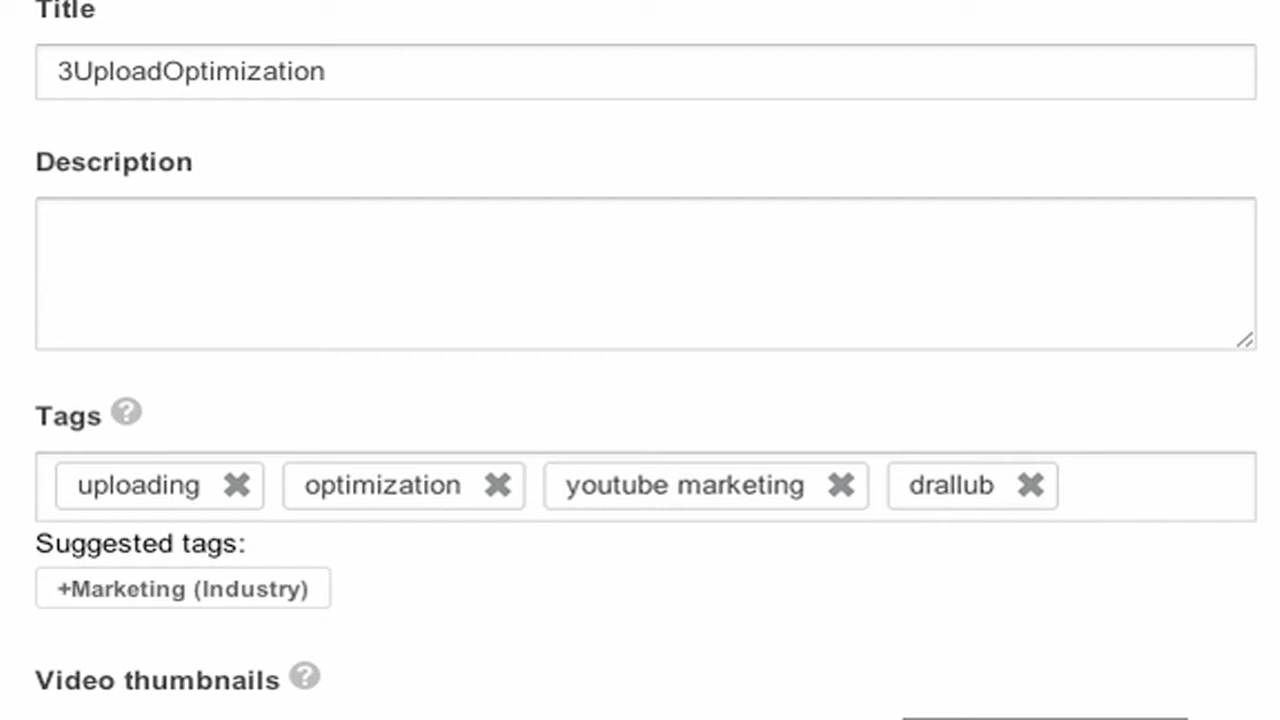 Title
3UploadOptimization
Description
Tags ?
uploading ✖ optimization ✖ youtube marketing ✖ drallub ✖
Suggested tags:
+Marketing (Industry)
Video thumbnails ?